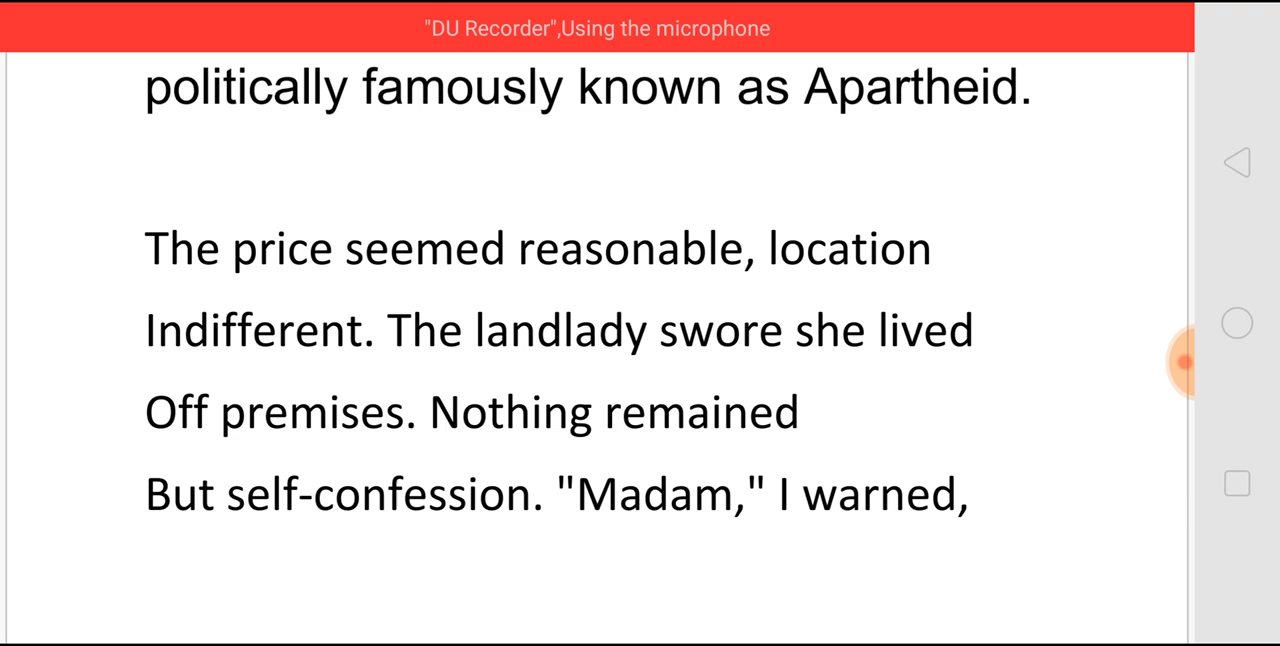 "DU Recorder",Using the microphone
politically famously known as Apartheid.
The price seemed reasonable, location
Indifferent. The landlady swore she lived
Off premises. Nothing remained
But self-confession. "Madam," I warned,